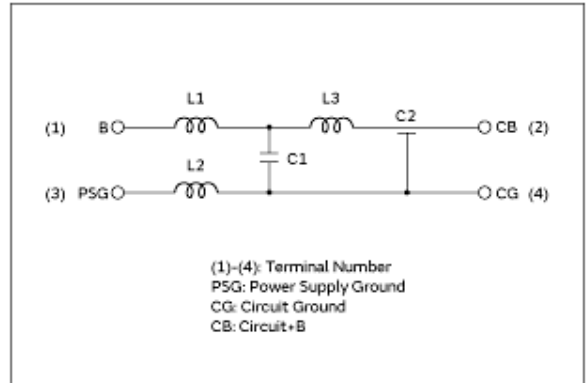 L1 L3 C2
(1) B CB (2)
C1
L2
(3) PSG CG (4)
(1)-(4): Terminal Number
PSG: Power Supply Ground
CG: Circuit Ground
CB: Circuit+B